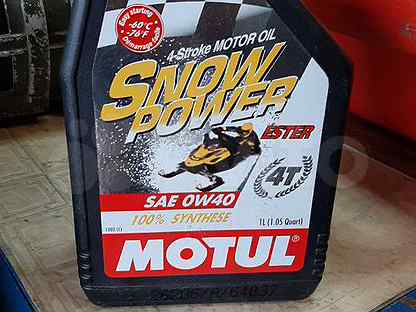 Easy starting
-60°C
-76°F
Démarrage facile
4-Stroke MOTOR OIL
SNOW
POWER
ESTER
4T
SAE 0W40
100% SYNTHESE
1L (1.05 Quart)
MOTUL